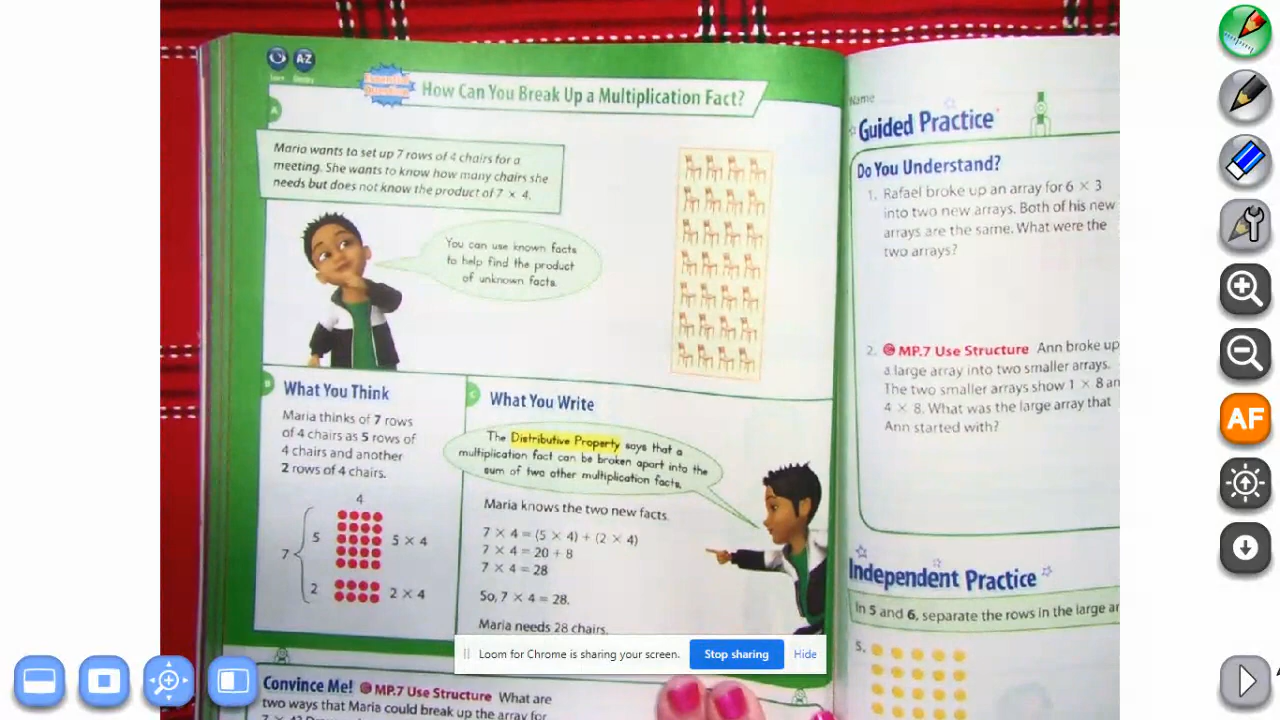 A-Z
Learn Glossary
Essential Question
How Can You Break Up a Multiplication Fact?
A
Maria wants to set up 7 rows of 4 chairs for a
meeting. She wants to know how many chairs she
needs but does not know the product of 7 × 4.
You can use known facts
to help find the product
of unknown facts.
B
What You Think
Maria thinks of 7 rows
of 4 chairs as 5 rows of
4 chairs and another
2 rows of 4 chairs.
4
5
5 × 4
7
2
2 × 4
C
What You Write
The Distributive Property says that a
multiplication fact can be broken apart into the
sum of two other multiplication facts.
Maria knows the two new facts.
7 × 4 = (5 × 4) + (2 × 4)
7 × 4 = 20 + 8
7 × 4 = 28
So, 7 × 4 = 28.
Maria needs 28 chairs.
Convince Me! MP.7 Use Structure What are
two ways that Maria could break up the array for
Name
Guided Practice
Do You Understand?
1. Rafael broke up an array for 6 × 3
into two new arrays. Both of his new
arrays are the same. What were the
two arrays?
2. MP.7 Use Structure Ann broke up
a large array into two smaller arrays.
The two smaller arrays show 1 × 8 an
4 × 8. What was the large array that
Ann started with?
Independent Practice
In 5 and 6, separate the rows in the large ar
5.
Loom for Chrome is sharing your screen.
Stop sharing
Hide
AF